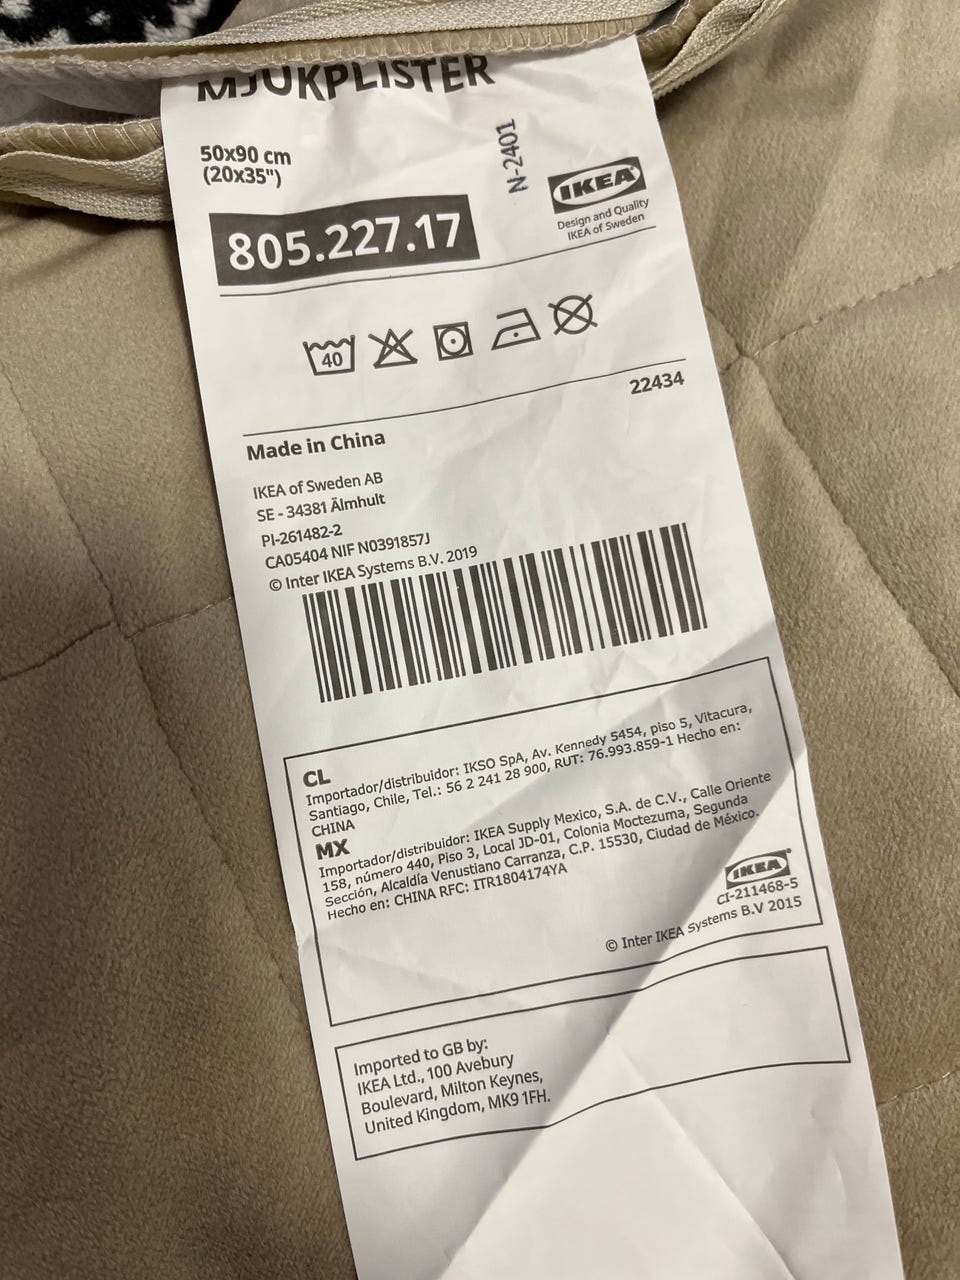 MJUKPLISTER
50x90 cm
(20x35")
N-2401
IKEA
Design and Quality
IKEA of Sweden
805.227.17
40
22434
Made in China
IKEA of Sweden AB
SE - 34381 Älmhult
PI-261482-2
CA05404 NIF N0391857J
© Inter IKEA Systems B.V. 2019
CL
Importador/distribuidor: IKSO SpA, Av. Kennedy 5454, piso 5, Vitacura,
Santiago, Chile, Tel.: 56 2 241 28 900, RUT: 76.993.859-1 Hecho en:
CHINA
MX
Importador/distribuidor: IKEA Supply Mexico, S.A. de C.V., Calle Oriente
158, número 440, Piso 3, Local JD-01, Colonia Moctezuma, Segunda
Sección, Alcaldía Venustiano Carranza, C.P. 15530, Ciudad de México.
Hecho en: CHINA RFC: ITR1804174YA
IKEA
CI-211468-5
© Inter IKEA Systems B.V 2015
Imported to GB by:
IKEA Ltd., 100 Avebury
Boulevard, Milton Keynes,
United Kingdom, MK9 1FH.